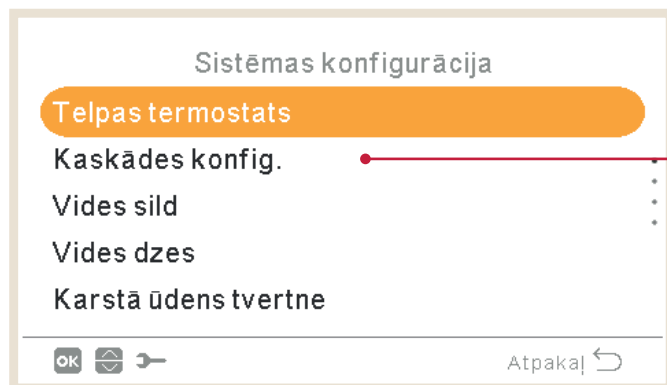 Sistēmas konfigurācija
Telpas termostats
Kaskādes konfig.
Vides sild
Vides dzes
Karstā ūdens tvertne
OK
Atpakaļ